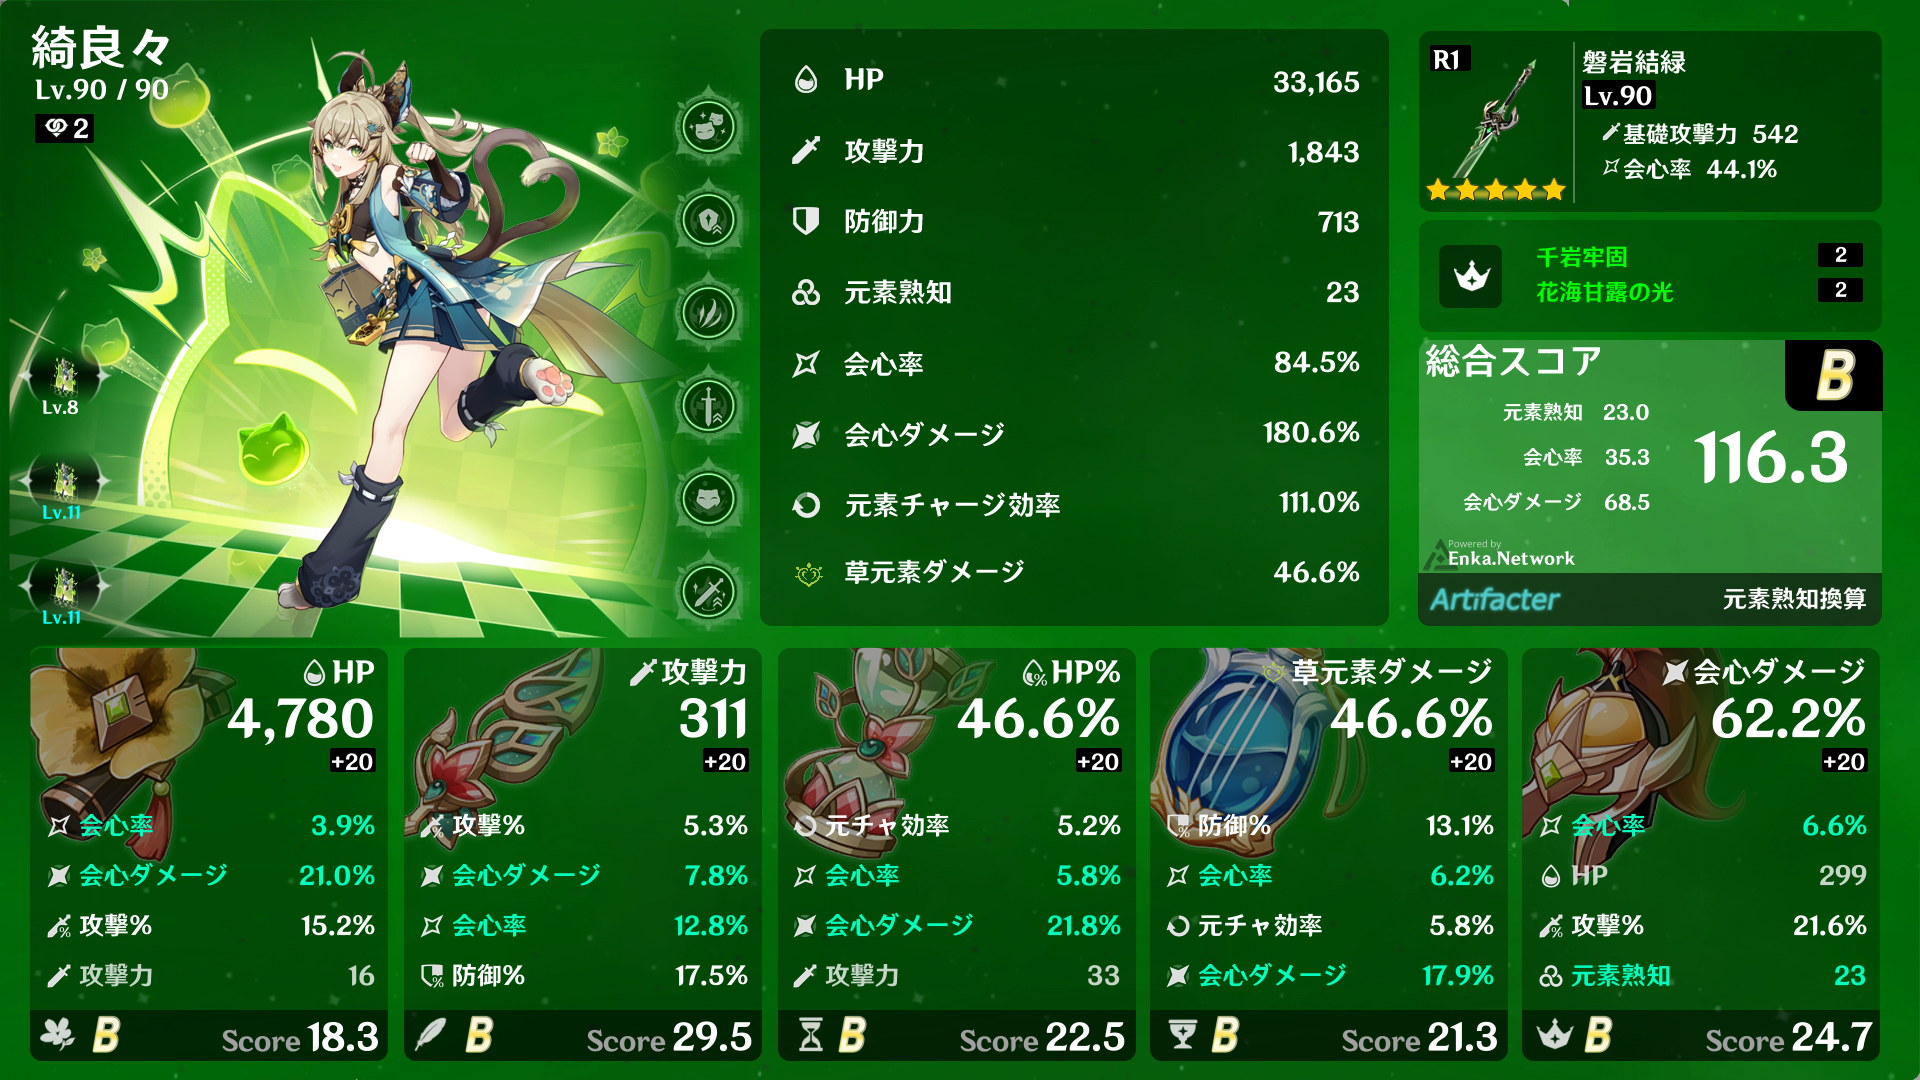 綺良々
Lv.90 / 90
2
Lv.8
Lv.11
Lv.11
HP 33,165
攻撃力 1,843
防御力 713
元素熟知 23
会心率 84.5%
会心ダメージ 180.6%
元素チャージ効率 111.0%
草元素ダメージ 46.6%
R1
磐岩結緑
Lv.90
基礎攻撃力 542
会心率 44.1%
千岩牢固 2
花海甘露の光 2
総合スコア B
元素熟知 23.0
会心率 35.3
会心ダメージ 68.5
116.3
Powered by
Enka.Network
Artifacter 元素熟知換算
HP
4,780
+20
会心率 3.9%
会心ダメージ 21.0%
攻撃% 15.2%
攻撃力 16
B Score 18.3
攻撃力
311
+20
攻撃% 5.3%
会心ダメージ 7.8%
会心率 12.8%
防御% 17.5%
B Score 29.5
HP%
46.6%
+20
元チャ効率 5.2%
会心率 5.8%
会心ダメージ 21.8%
攻撃力 33
B Score 22.5
草元素ダメージ
46.6%
+20
防御% 13.1%
会心率 6.2%
元チャ効率 5.8%
会心ダメージ 17.9%
B Score 21.3
会心ダメージ
62.2%
+20
会心率 6.6%
HP 299
攻撃% 21.6%
元素熟知 23
B Score 24.7